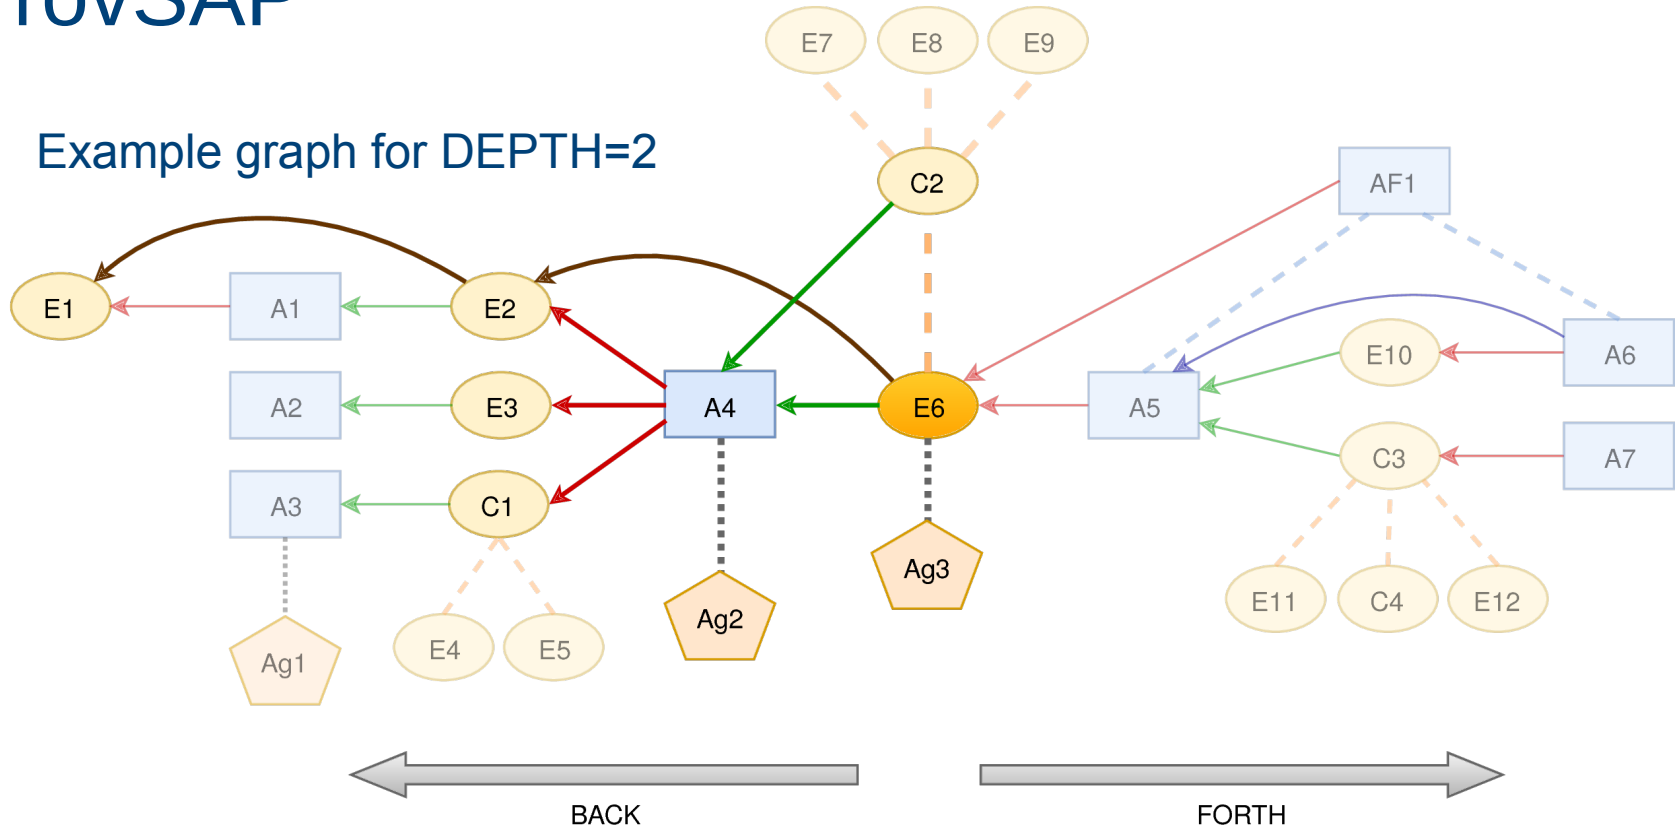 Example graph for DEPTH=2
E7 E8 E9
C2
AF1
E1 A1 E2
E10 A6
A2 E3 A4 E6 A5
C3 A7
A3 C1
Ag3
E11 C4 E12
Ag2
Ag1 E4 E5
BACK FORTH